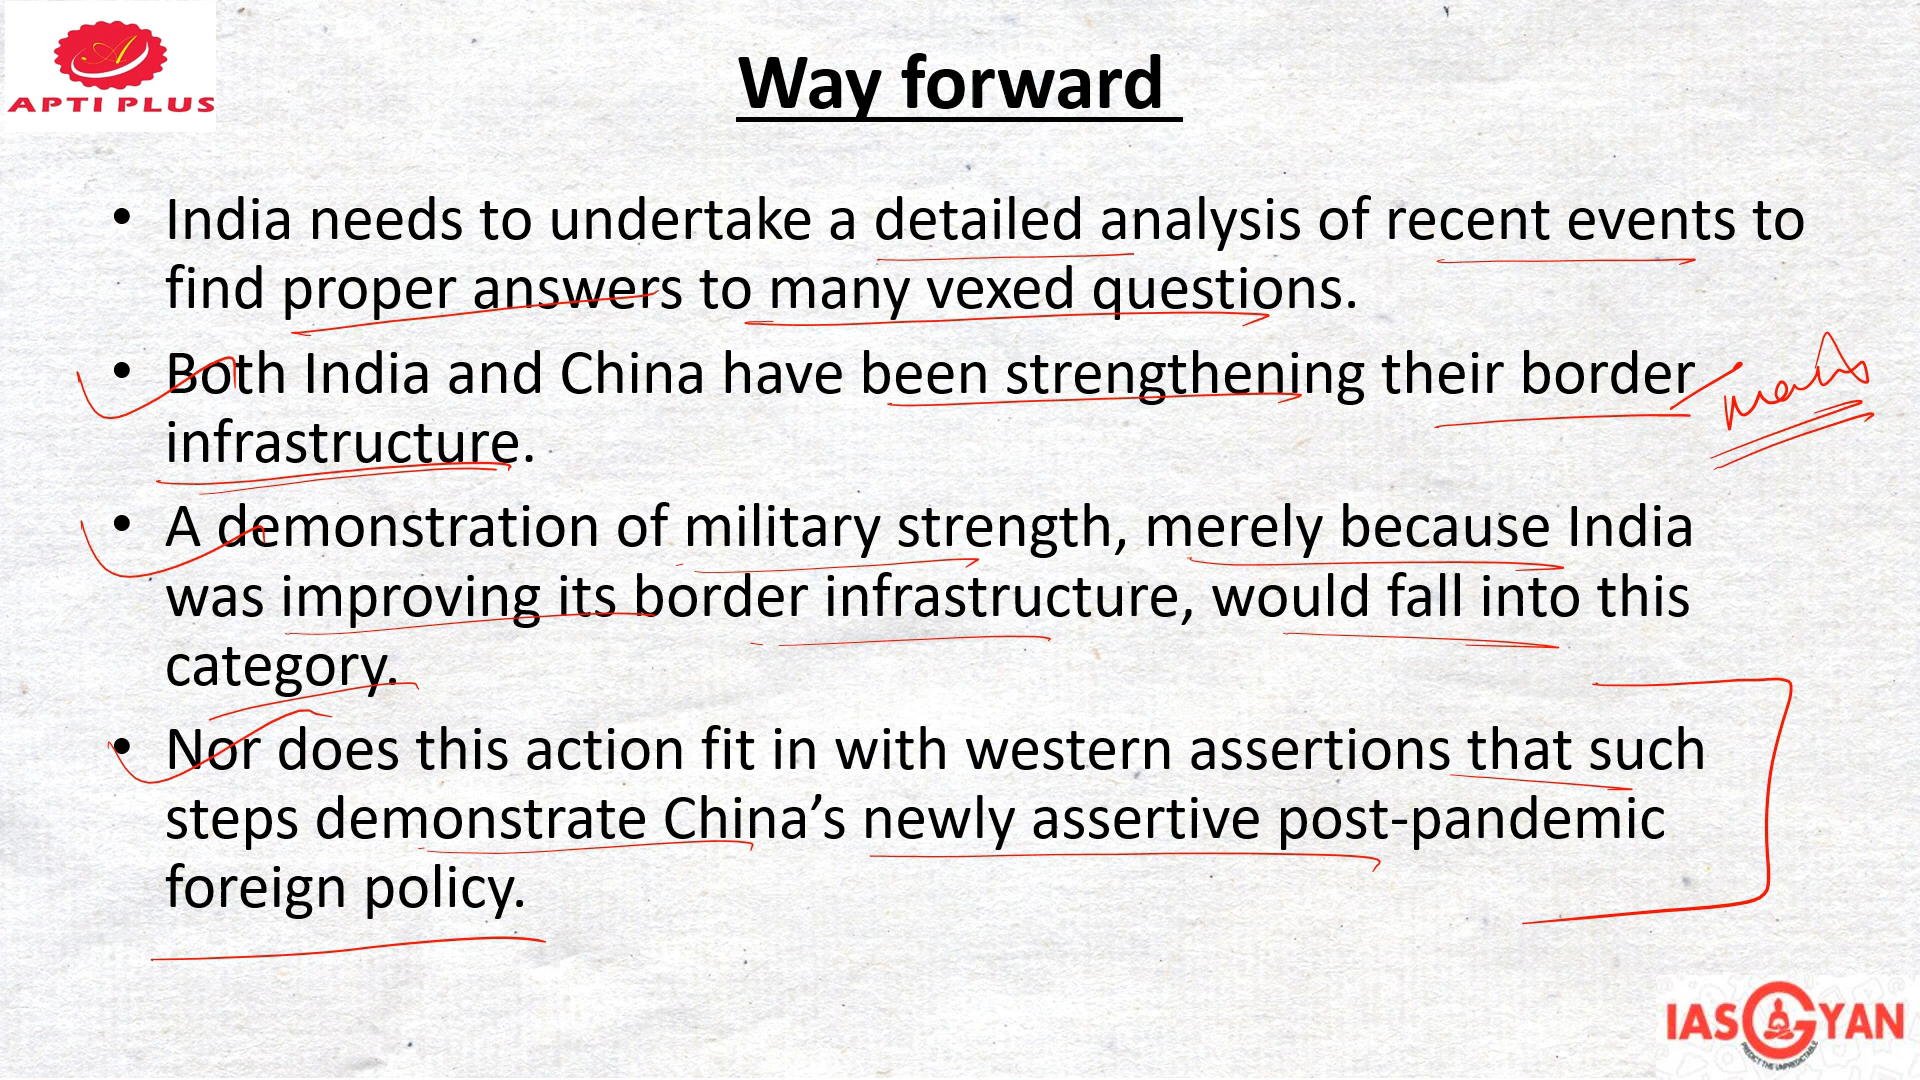 APTI PLUS
Way forward
• India needs to undertake a detailed analysis of recent events to
find proper answers to many vexed questions.
• Both India and China have been strengthening their border
infrastructure.
• A demonstration of military strength, merely because India
was improving its border infrastructure, would fall into this
category.
• Nor does this action fit in with western assertions that such
steps demonstrate China’s newly assertive post-pandemic
foreign policy.
IASGYAN
PREDICT THE UNPREDICTABLE